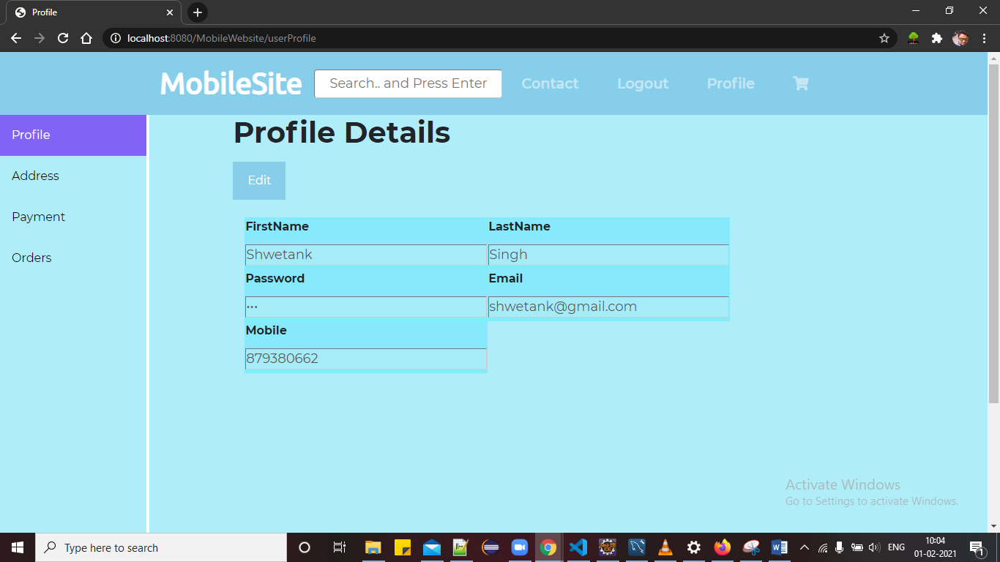 Profile
localhost:8080/MobileWebsite/userProfile
MobileSite Search.. and Press Enter Contact Logout Profile
Profile
Address
Payment
Orders
Profile Details
Edit
FirstName LastName
Shwetank Singh
Password Email
··· shwetank@gmail.com
Mobile
879380662
Activate Windows
Go to Settings to activate Windows.
Type here to search
ENG
10:04
01-02-2021
1